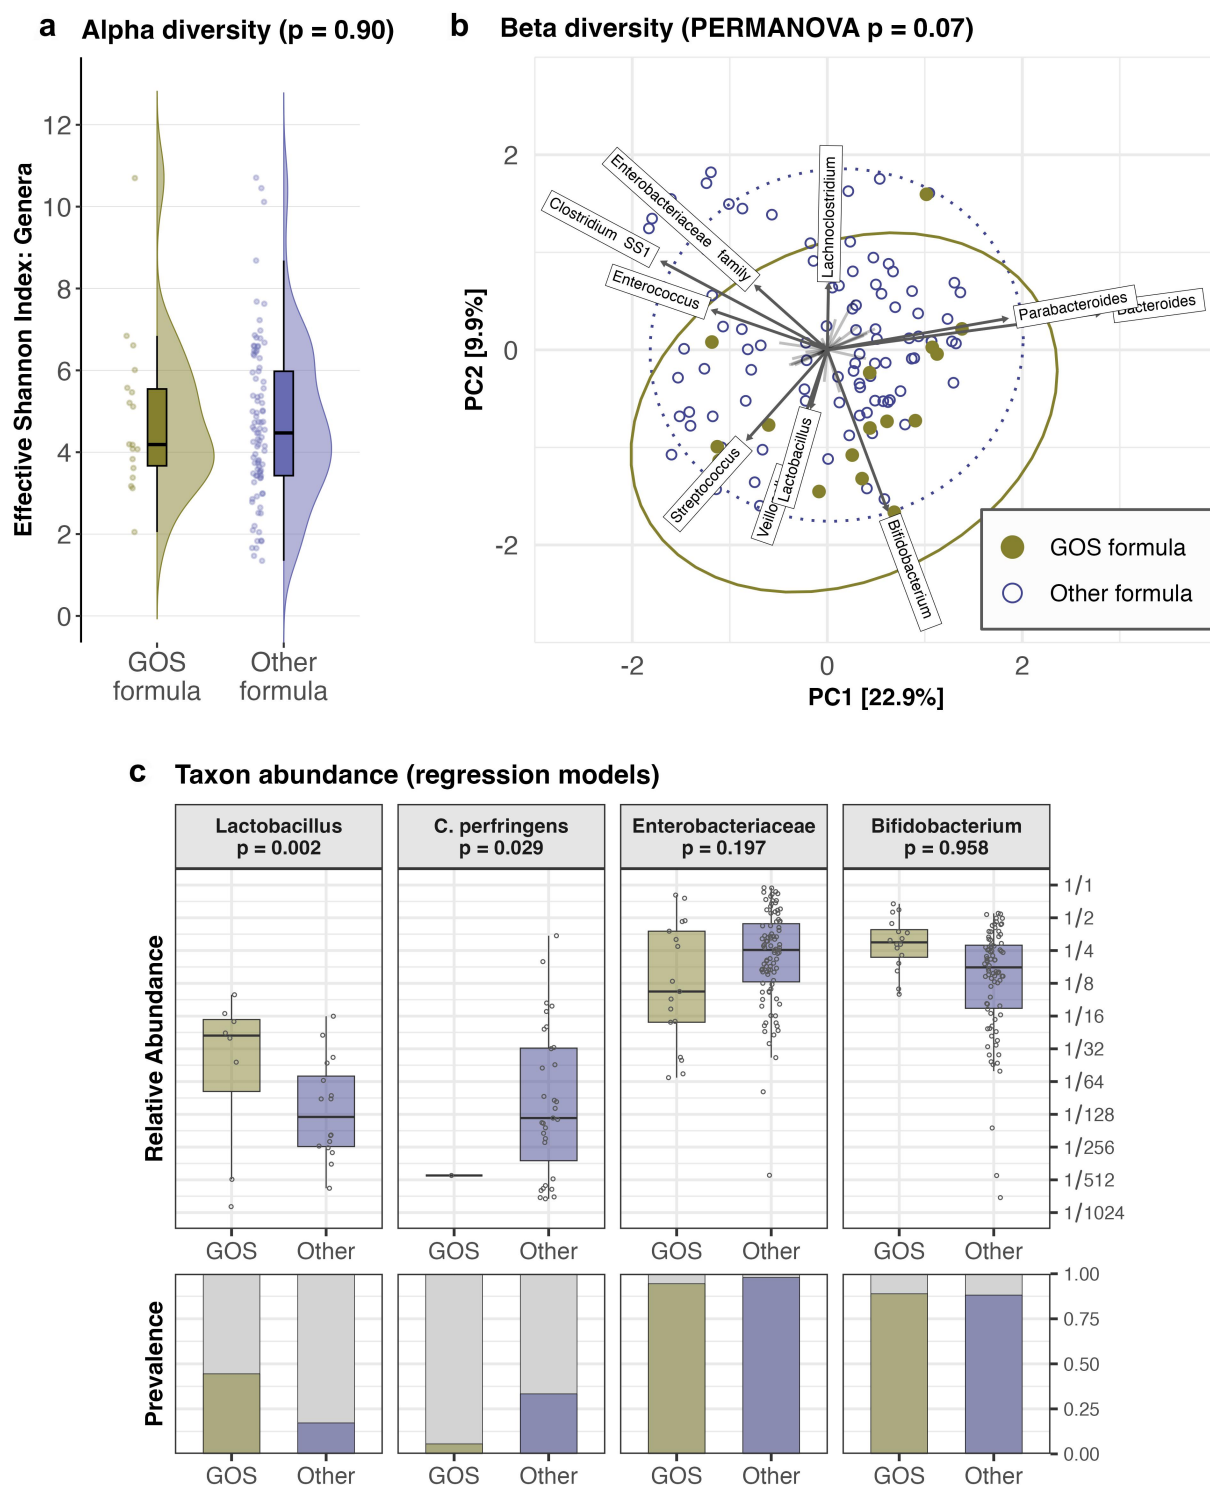 a Alpha diversity (p = 0.90)
b Beta diversity (PERMANOVA p = 0.07)
Effective Shannon Index: Genera
12
10
8
6
4
2
0
GOS formula
Other formula
PC2 [9.9%]
2
0
-2
Enterobacteriaceae family
Clostridium SS1
Enterococcus
Lachnoclostridium
Parabacteroides
Bacteroides
Streptococcus
Veillo
Lactobacillus
Bifidobacterium
GOS formula
Other formula
-2
0
2
PC1 [22.9%]
c Taxon abundance (regression models)
Lactobacillus
p = 0.002
C. perfringens
p = 0.029
Enterobacteriaceae
p = 0.197
Bifidobacterium
p = 0.958
Relative Abundance
1/1
1/2
1/4
1/8
1/16
1/32
1/64
1/128
1/256
1/512
1/1024
GOS Other GOS Other GOS Other GOS Other
Prevalence
1.00
0.75
0.50
0.25
0.00
GOS Other GOS Other GOS Other GOS Other